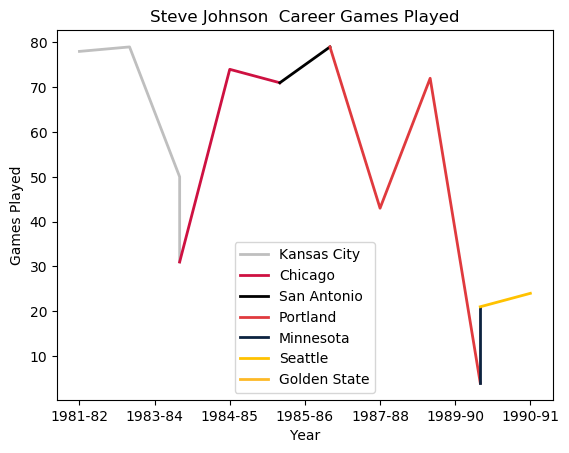 Steve Johnson  Career Games Played
Games Played
80
70
60
50
40
30
20
10
Kansas City
Chicago
San Antonio
Portland
Minnesota
Seattle
Golden State
1981-82 1983-84 1984-85 1985-86 1987-88 1989-90 1990-91
Year